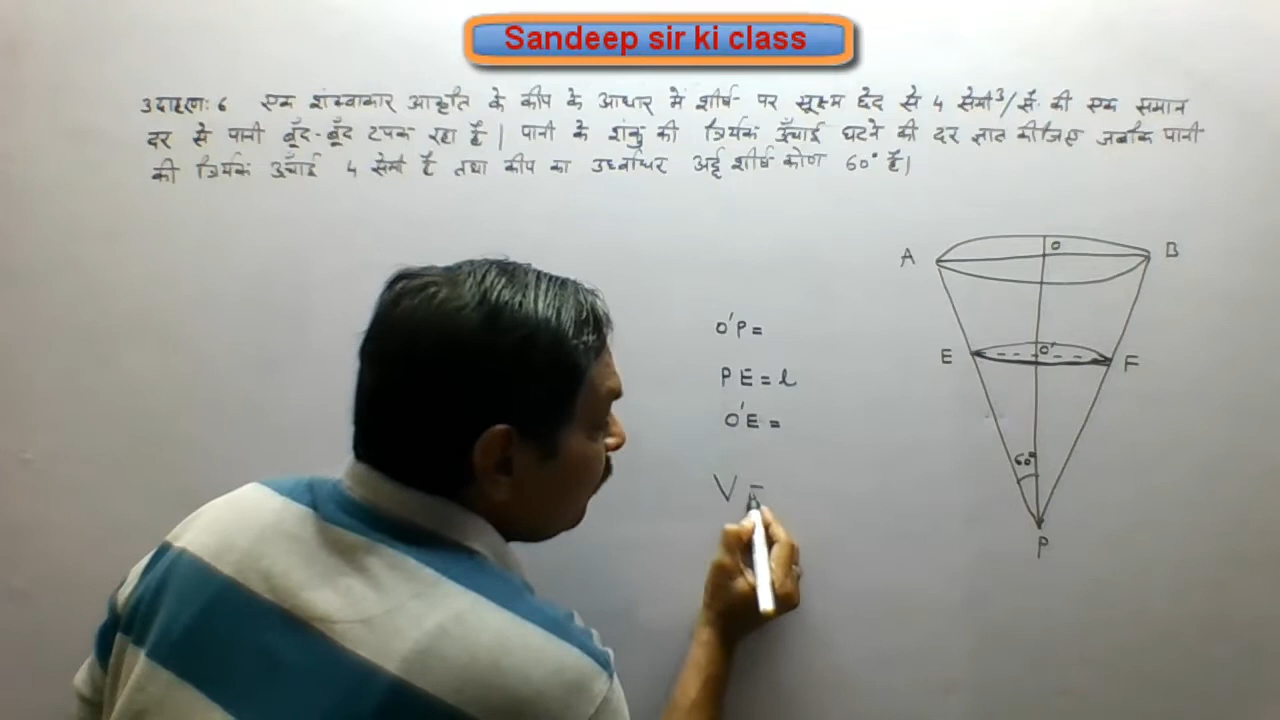 Sandeep sir ki class
उदाहरण: 6 एक शंक्वाकार आकृति के कीप के आधार में शीर्ष पर सूक्ष्म छेद से 4 सेमी³/से. की एक समान
दर से पानी बूँद-बूँद टपक रहा है। पानी के शंकु की त्रिर्यक ऊँचाई घटने की दर ज्ञात कीजिए जबकि पानी
की त्रिर्यक ऊँचाई 4 सेमी है तथा कीप का उर्ध्वाधर अर्द्ध शीर्ष कोण 60° है।
A
O
B
O'P =
E
O'
F
PE = l
O'E =
60°
V =
P